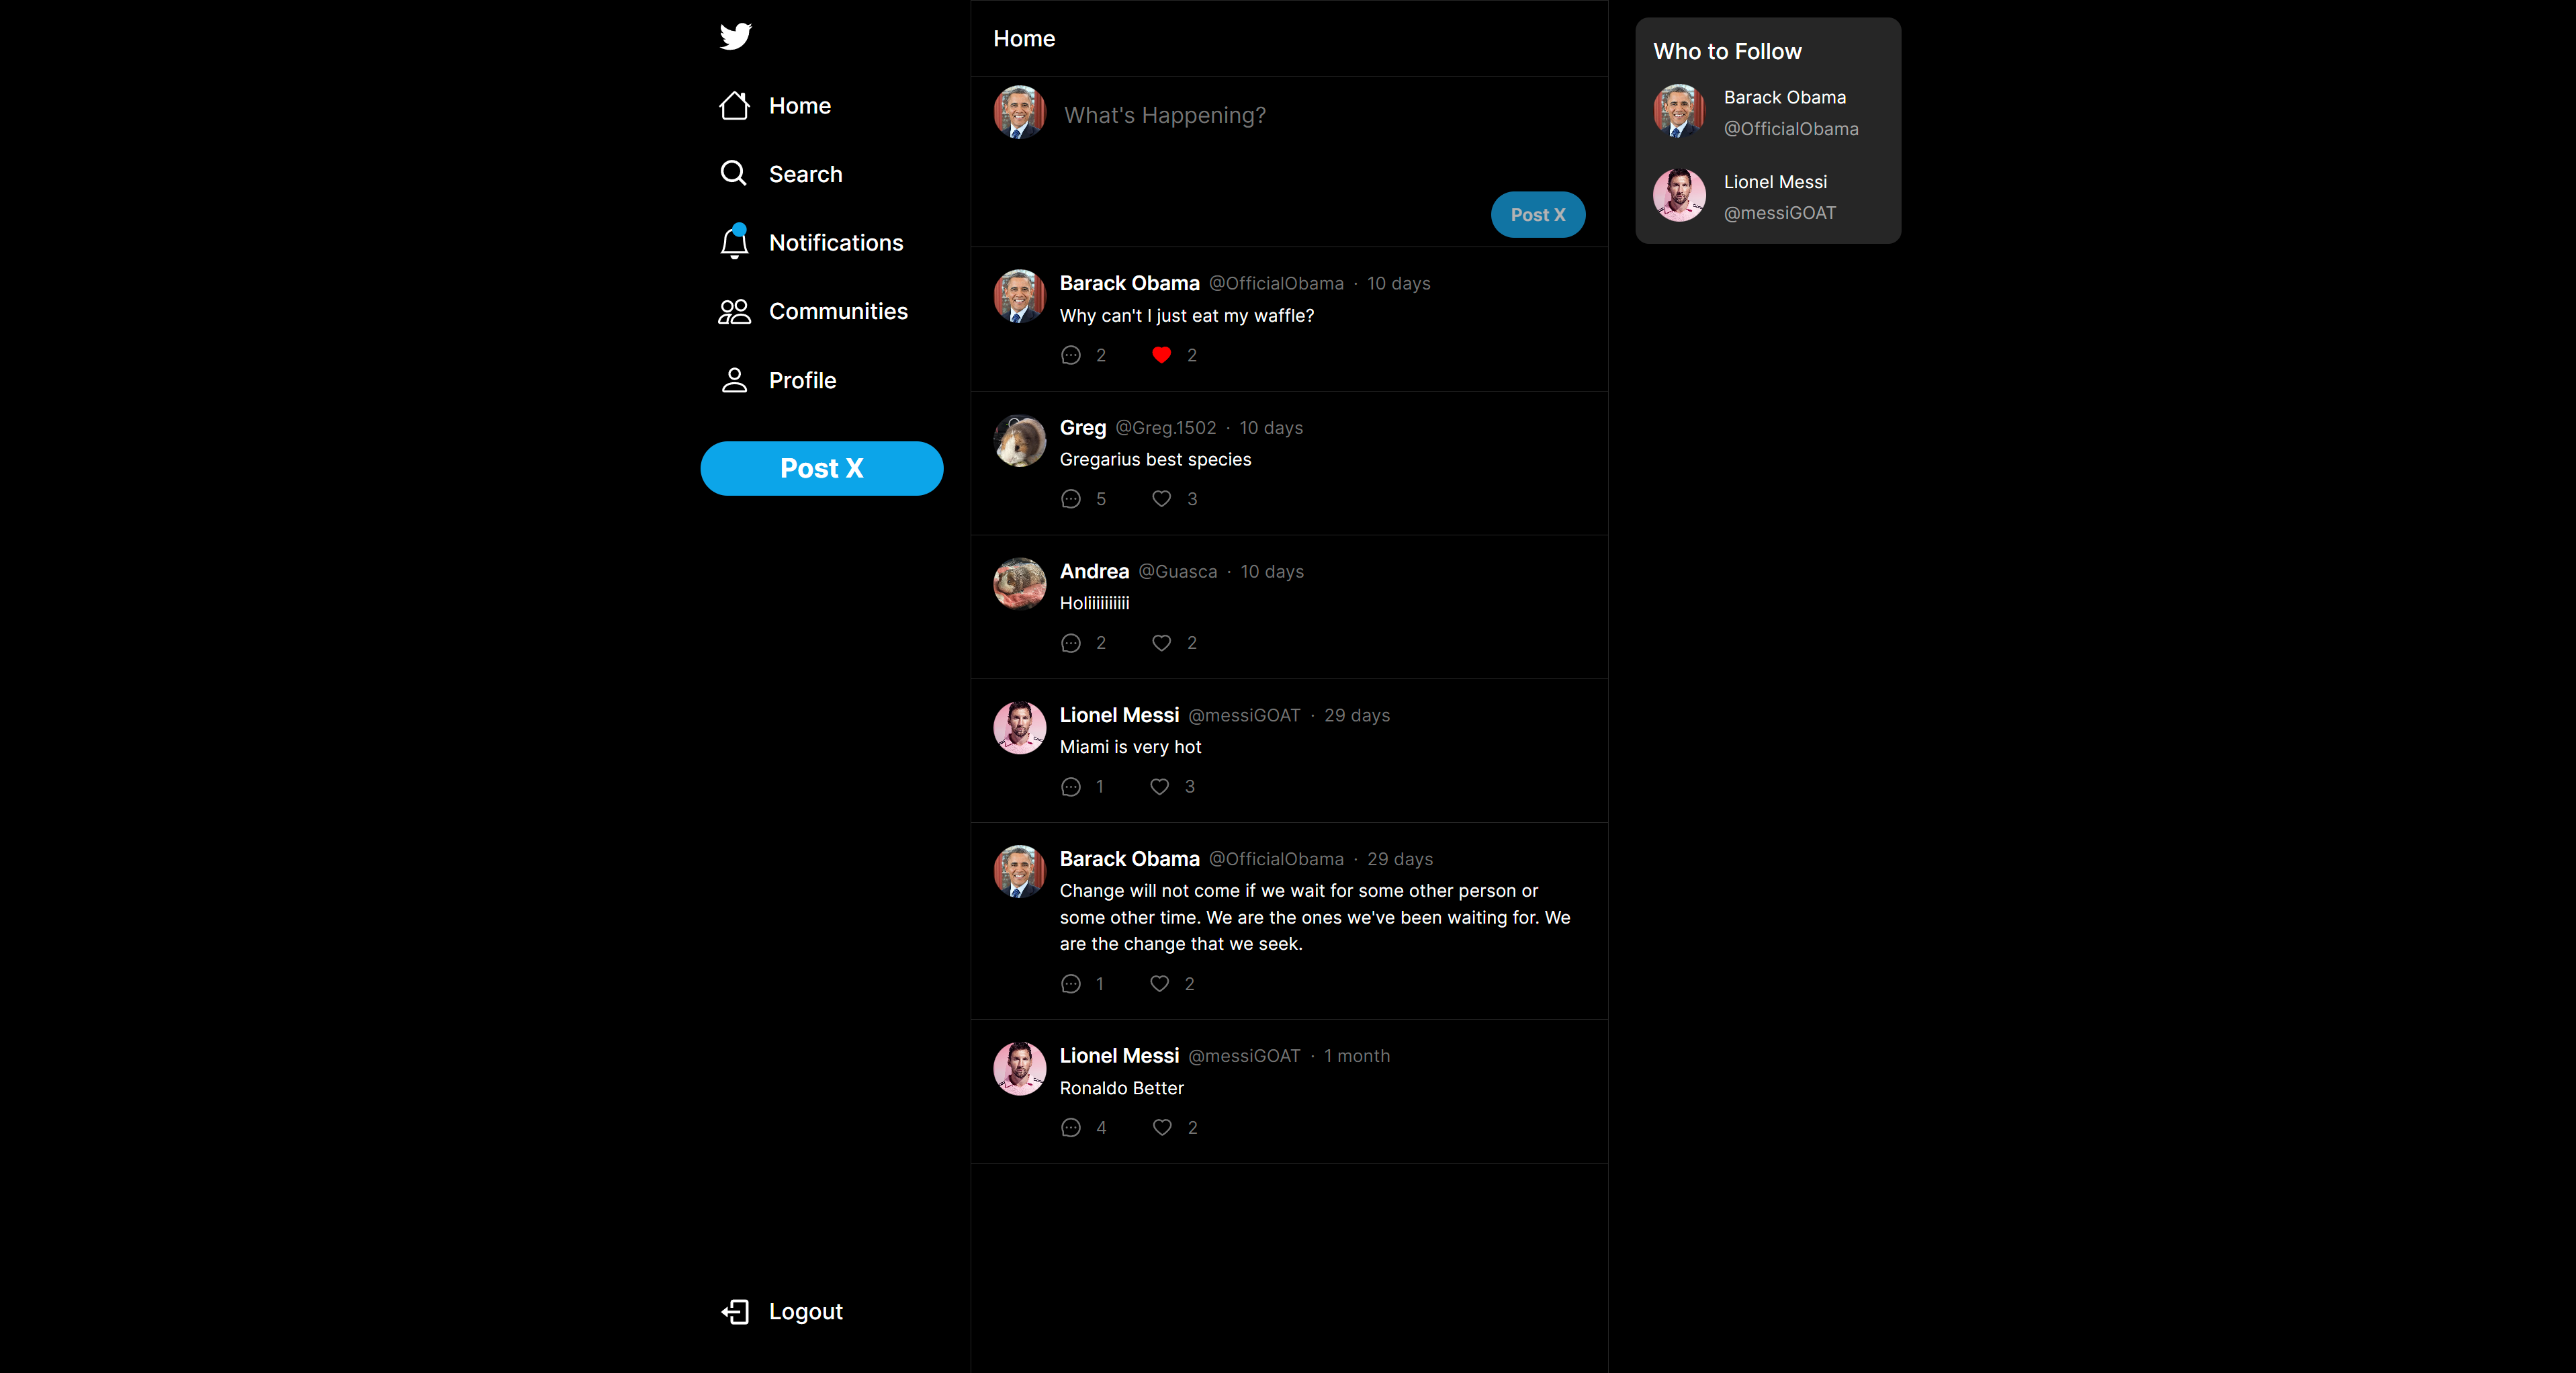 Home
Search
Notifications
Communities
Profile
Post X
Logout
Home
What's Happening?
Post X
Barack Obama @OfficialObama · 10 days
Why can't I just eat my waffle?
2 2
Greg @Greg.1502 · 10 days
Gregarius best species
5 3
Andrea @Guasca · 10 days
Holiiiiiiiiii
2 2
Lionel Messi @messiGOAT · 29 days
Miami is very hot
1 3
Barack Obama @OfficialObama · 29 days
Change will not come if we wait for some other person or
some other time. We are the ones we've been waiting for. We
are the change that we seek.
1 2
Lionel Messi @messiGOAT · 1 month
Ronaldo Better
4 2
Who to Follow
Barack Obama
@OfficialObama
Lionel Messi
@messiGOAT